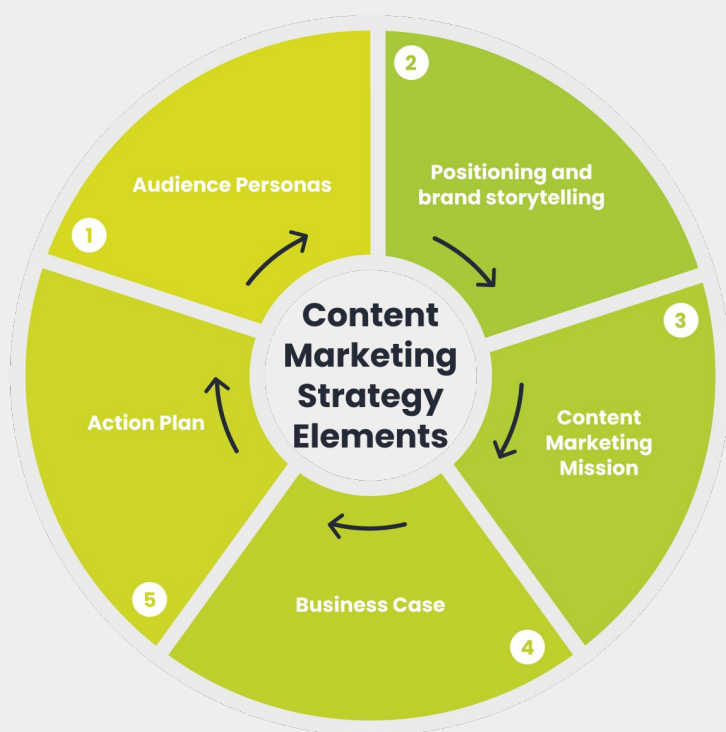 Content
Marketing
Strategy
Elements
1
Audience Personas
2
Positioning and
brand storytelling
3
Content
Marketing
Mission
4
Business Case
5
Action Plan